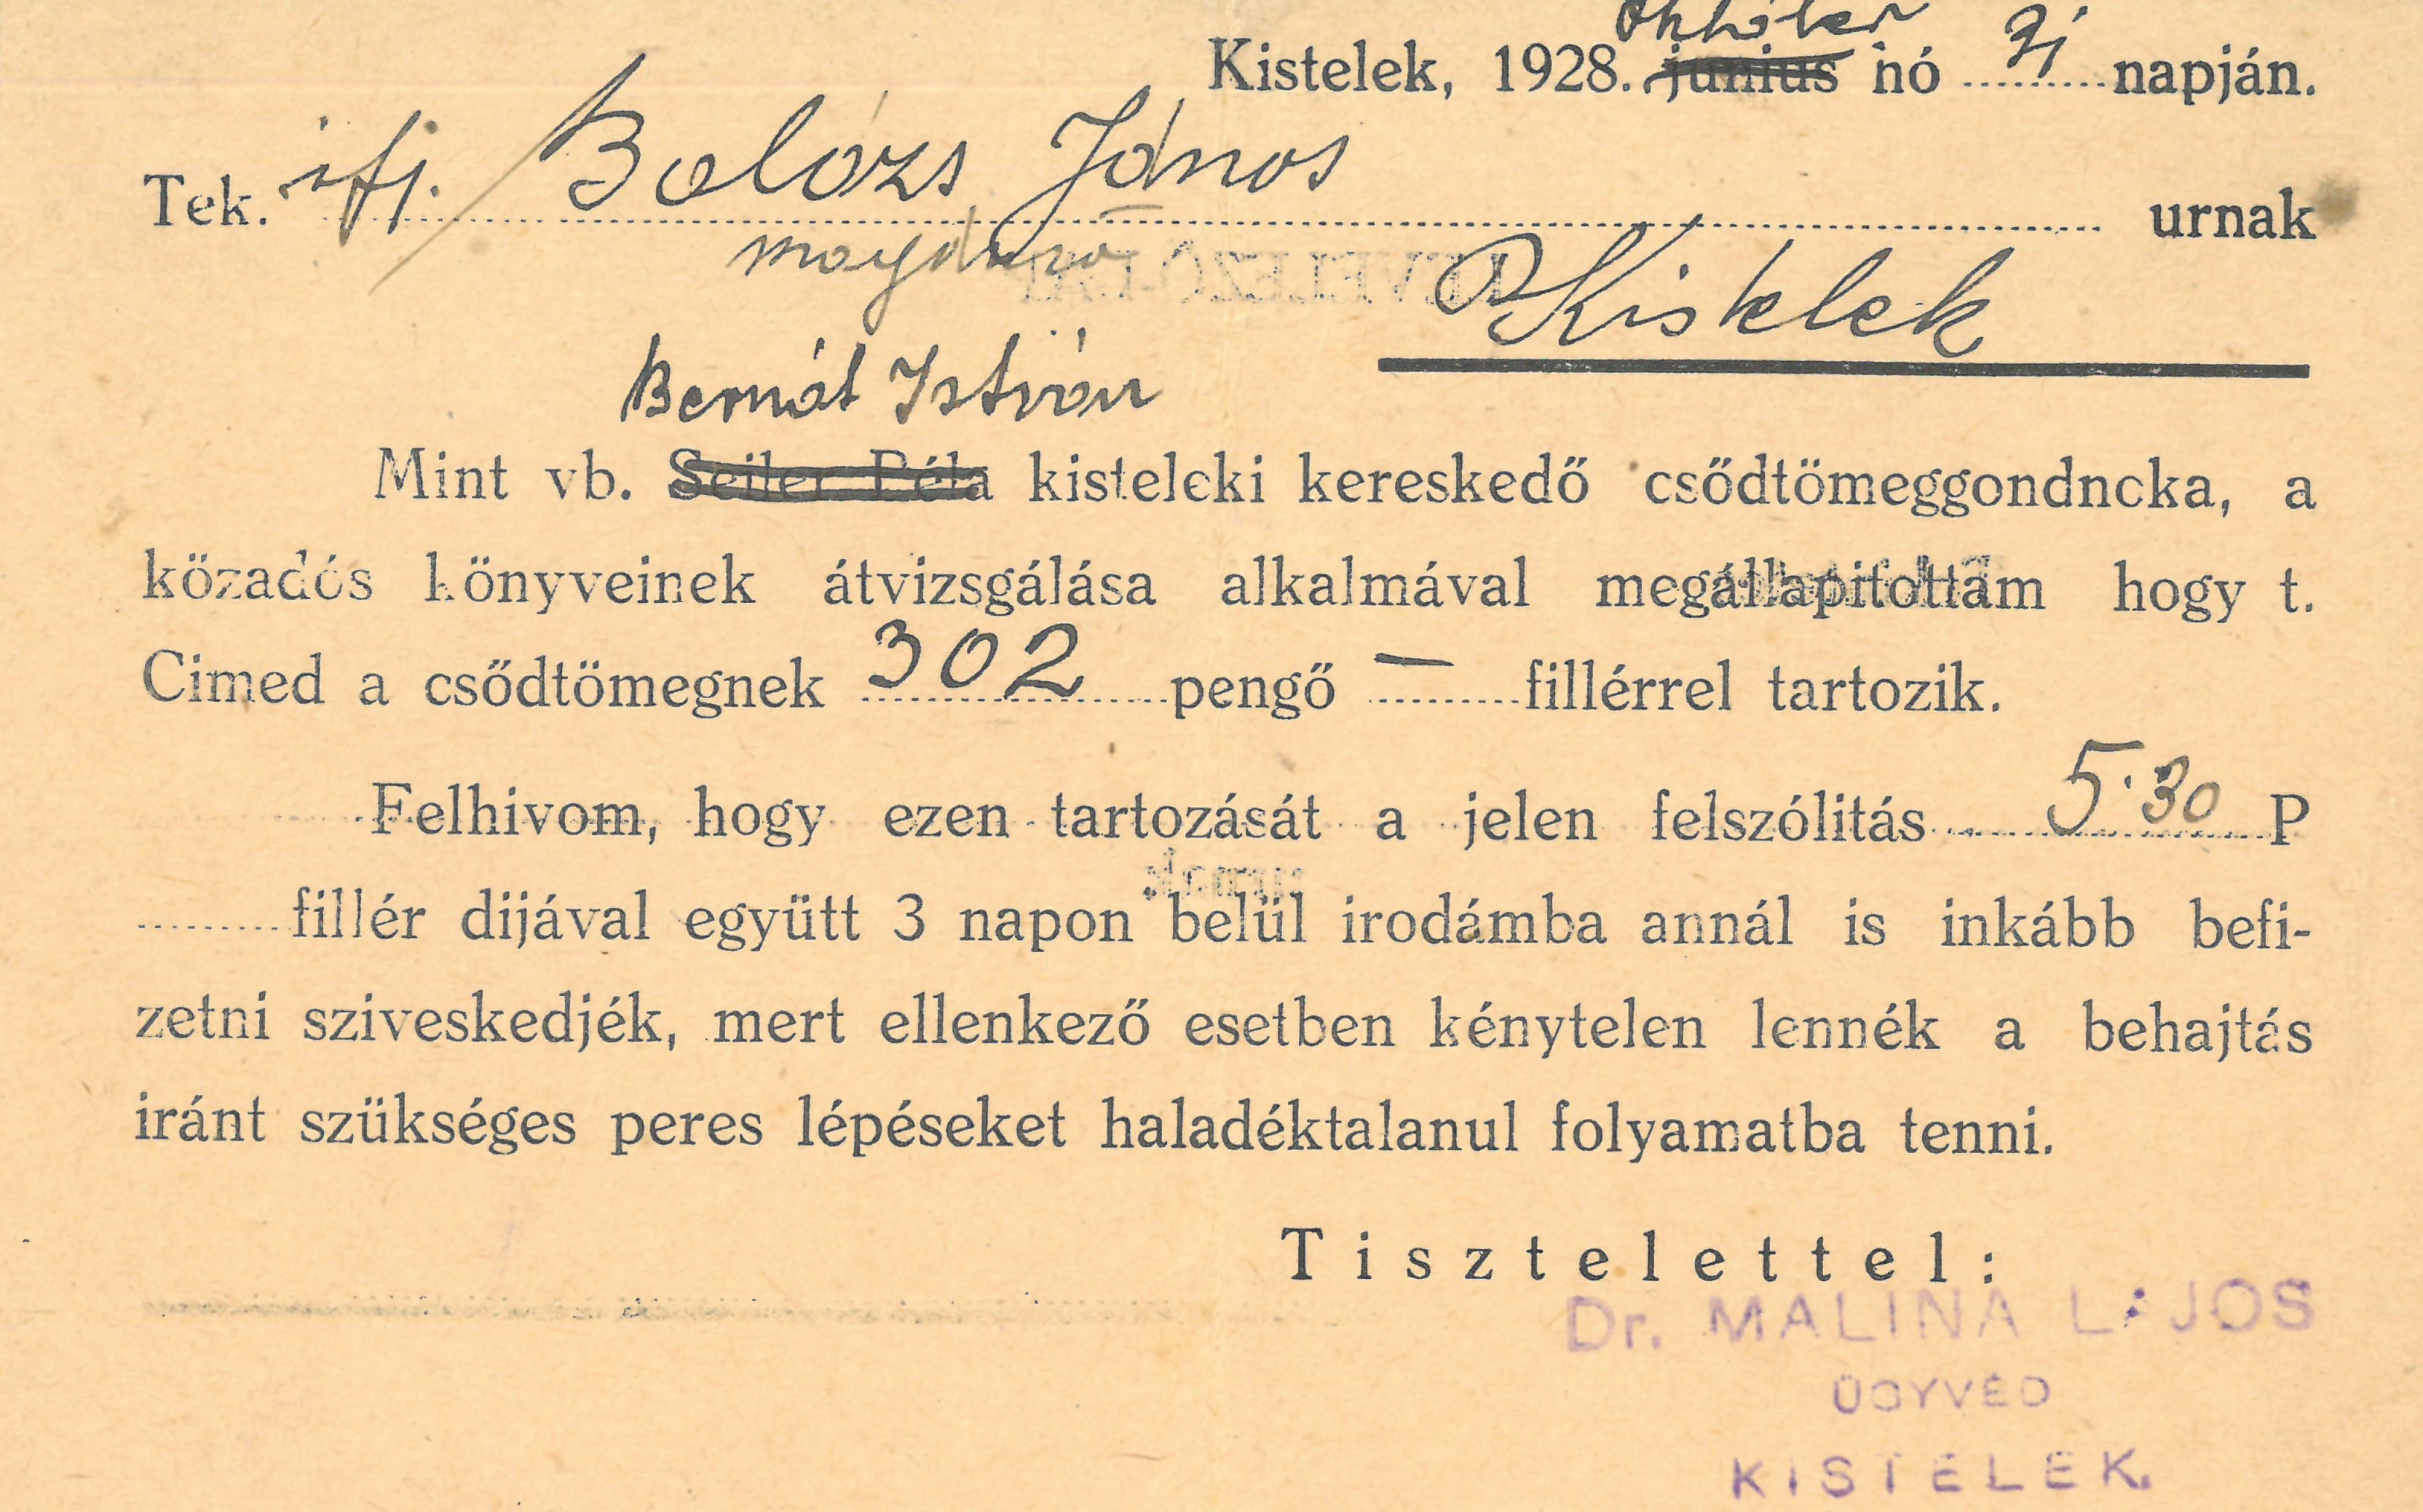 október
Kistelek, 1928. junius hó 31 napján.
Tek. ifj. Balázs János urnak
Kistelek
Bernát István
Mint vb. Seiler Béla kisteleki kereskedő csődtömeggondnoka, a
közadós könyveinek átvizsgálása alkalmával megállapitottam hogy t.
Cimed a csődtömegnek 302 pengő — fillérrel tartozik.
Felhivom, hogy ezen tartozását a jelen felszólitás 5·30 P
fillér dijával együtt 3 napon belül irodámba annál is inkább befi-
zetni sziveskedjék, mert ellenkező esetben kénytelen lennék a behajtás
iránt szükséges peres lépéseket haladéktalanul folyamatba tenni.
Tisztelettel:
Dr. MALINA LAJOS
ÜGYVÉD
KISTELEK.